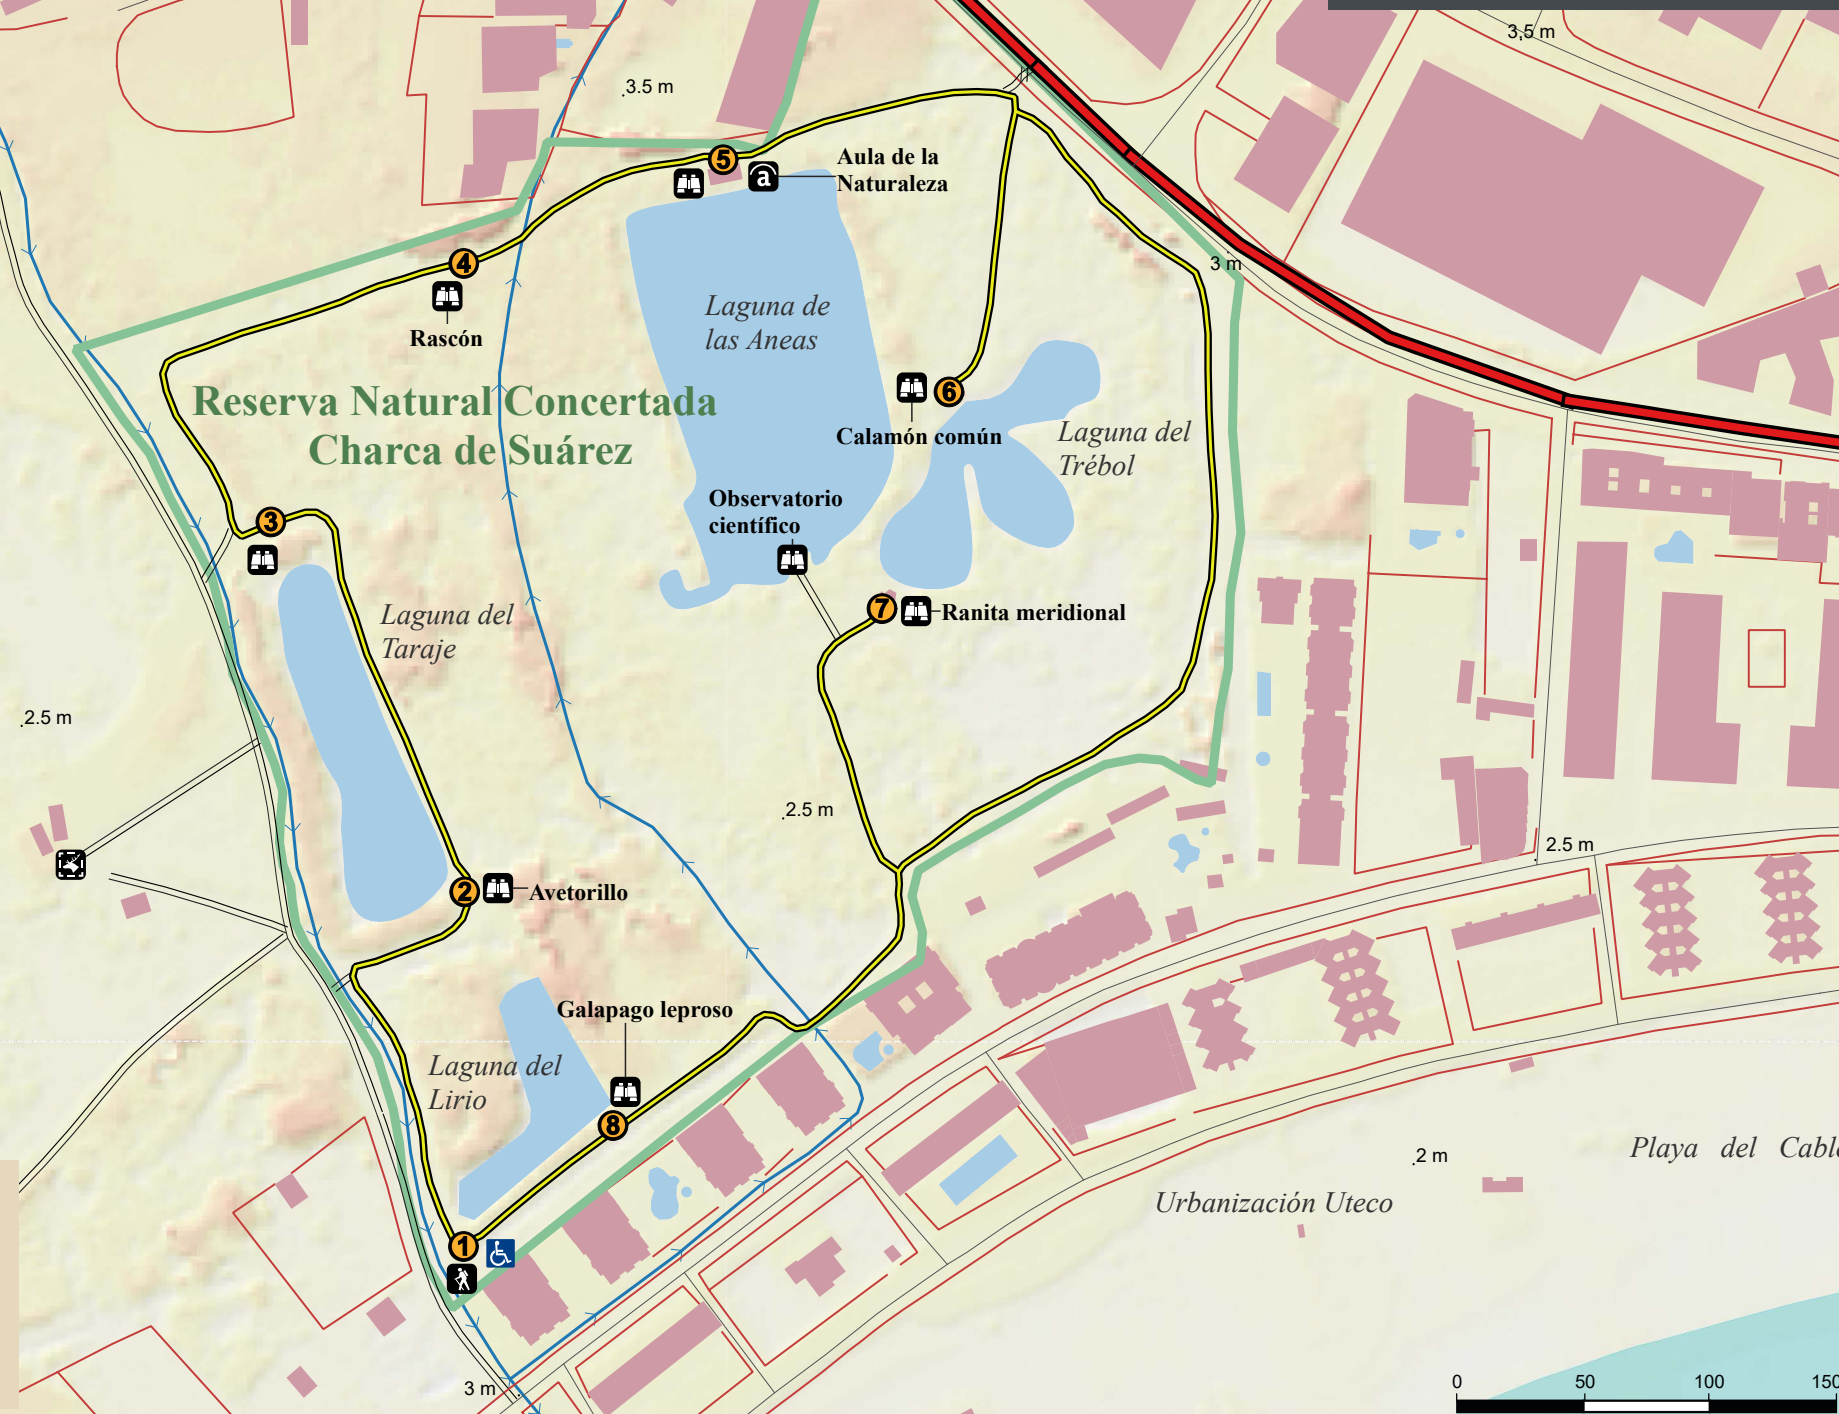 3,5 m
3.5 m
5
a
Aula de la
Naturaleza
4
3 m
Rascón
Laguna de
las Aneas
6
Reserva Natural Concertada
Charca de Suárez
Calamón común
Laguna del
Trébol
Observatorio
científico
3
7
Ranita meridional
Laguna del
Taraje
2.5 m
2.5 m
2.5 m
2
Avetorillo
Galapago leproso
Laguna del
Lirio
8
2 m
Playa del Cable
Urbanización Uteco
1
3 m
0 50 100 150